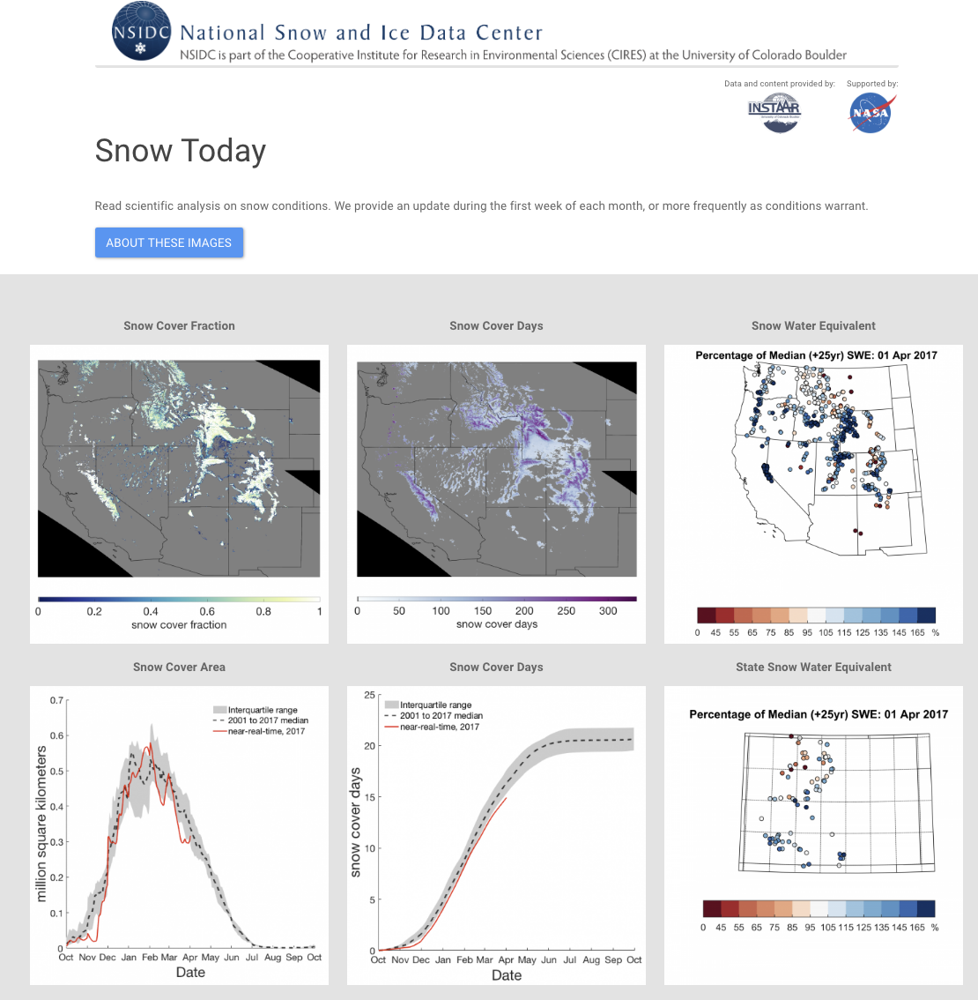 NSIDC
National Snow and Ice Data Center
NSIDC is part of the Cooperative Institute for Research in Environmental Sciences (CIRES) at the University of Colorado Boulder
Data and content provided by:
Supported by:
INSTAAR
University of Colorado Boulder
NASA
Snow Today
Read scientific analysis on snow conditions. We provide an update during the first week of each month, or more frequently as conditions warrant.
ABOUT THESE IMAGES
Snow Cover Fraction
0 0.2 0.4 0.6 0.8 1
snow cover fraction
Snow Cover Days
0 50 100 150 200 250 300
snow cover days
Snow Water Equivalent
Percentage of Median (+25yr) SWE: 01 Apr 2017
0 45 55 65 75 85 95 105 115 125 135 145 165 %
Snow Cover Area
0.7
0.6
0.5
0.4
0.3
0.2
0.1
0
million square kilometers
Interquartile range
2001 to 2017 median
near-real-time, 2017
Oct Nov Dec Jan Feb Mar Apr May Jun Jul Aug Sep Oct
Date
Snow Cover Days
25
20
15
10
5
0
snow cover days
Interquartile range
2001 to 2017 median
near-real-time, 2017
Oct Nov Dec Jan Feb Mar Apr May Jun Jul Aug Sep Oct
Date
State Snow Water Equivalent
Percentage of Median (+25yr) SWE: 01 Apr 2017
0 45 55 65 75 85 95 105 115 125 135 145 165 %